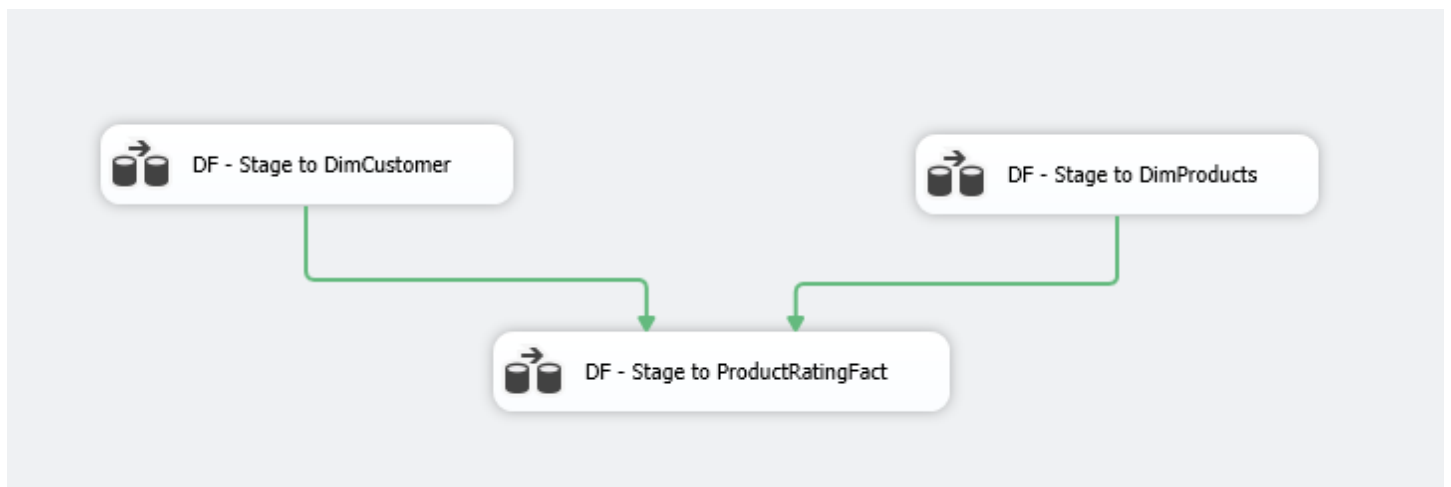 DF - Stage to DimCustomer
DF - Stage to DimProducts
DF - Stage to ProductRatingFact